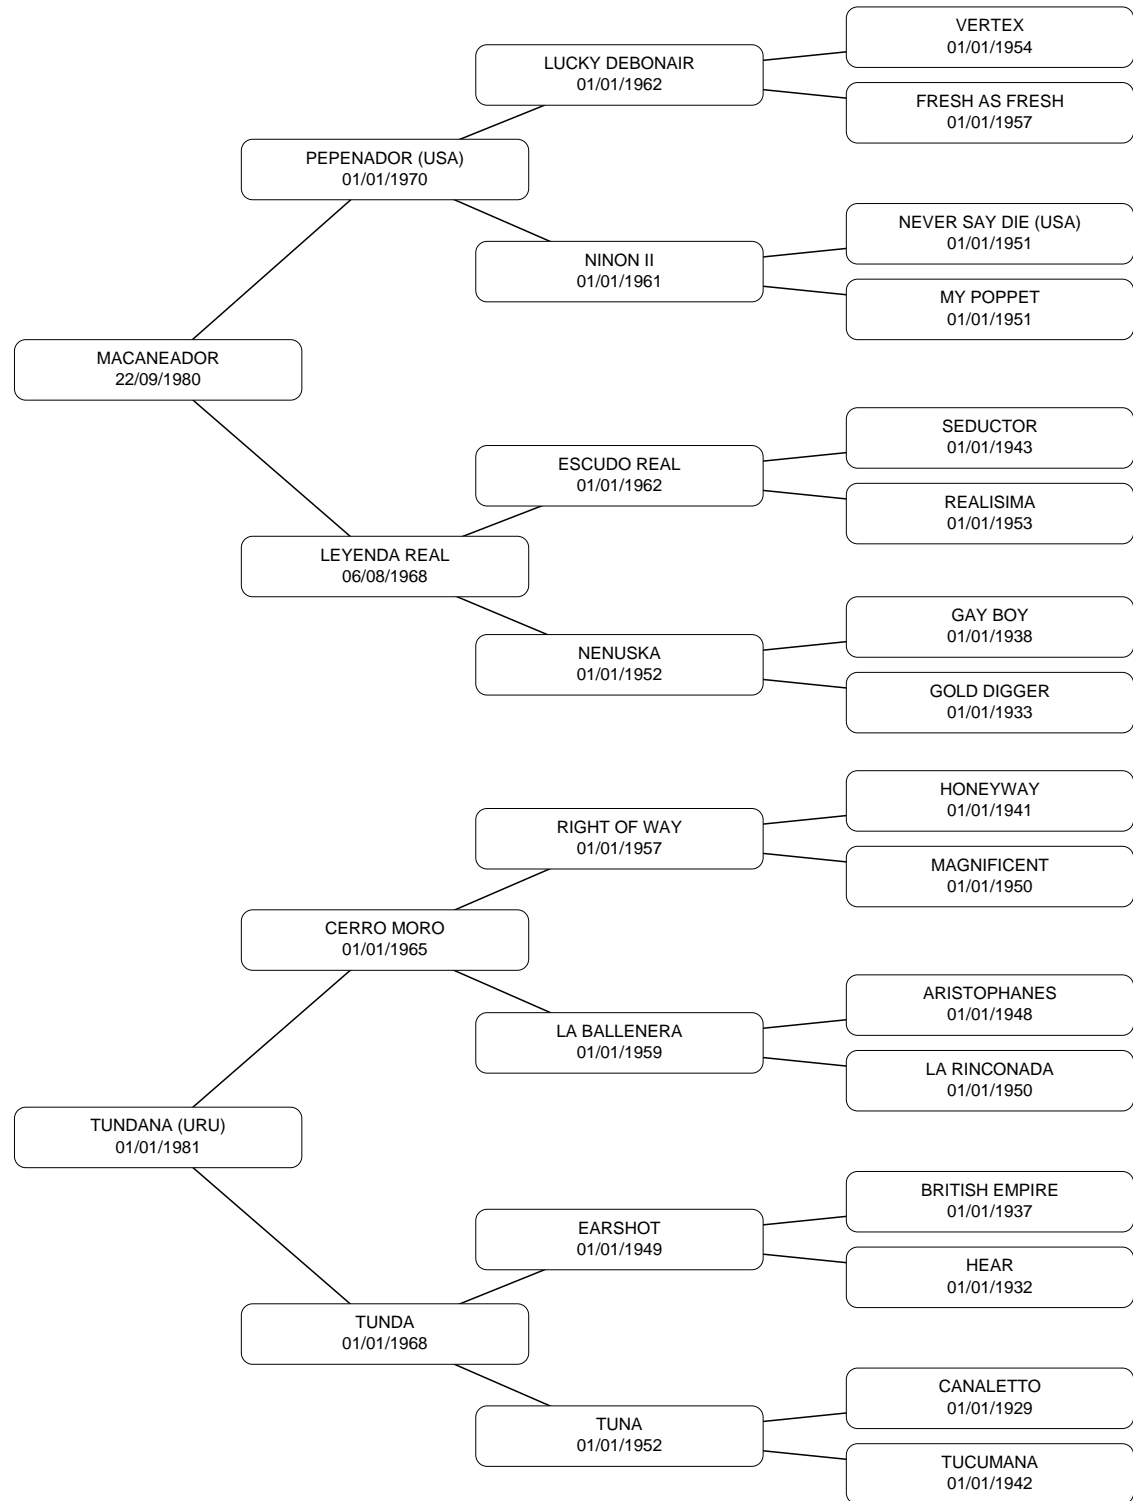 VERTEX
01/01/1954
LUCKY DEBONAIR
01/01/1962
FRESH AS FRESH
01/01/1957
PEPENADOR (USA)
01/01/1970
NEVER SAY DIE (USA)
01/01/1951
NINON II
01/01/1961
MY POPPET
01/01/1951
MACANEADOR
22/09/1980
SEDUCTOR
01/01/1943
ESCUDO REAL
01/01/1962
REALISIMA
01/01/1953
LEYENDA REAL
06/08/1968
GAY BOY
01/01/1938
NENUSKA
01/01/1952
GOLD DIGGER
01/01/1933
HONEYWAY
01/01/1941
RIGHT OF WAY
01/01/1957
MAGNIFICENT
01/01/1950
CERRO MORO
01/01/1965
ARISTOPHANES
01/01/1948
LA BALLENERA
01/01/1959
LA RINCONADA
01/01/1950
TUNDANA (URU)
01/01/1981
BRITISH EMPIRE
01/01/1937
EARSHOT
01/01/1949
HEAR
01/01/1932
TUNDA
01/01/1968
CANALETTO
01/01/1929
TUNA
01/01/1952
TUCUMANA
01/01/1942